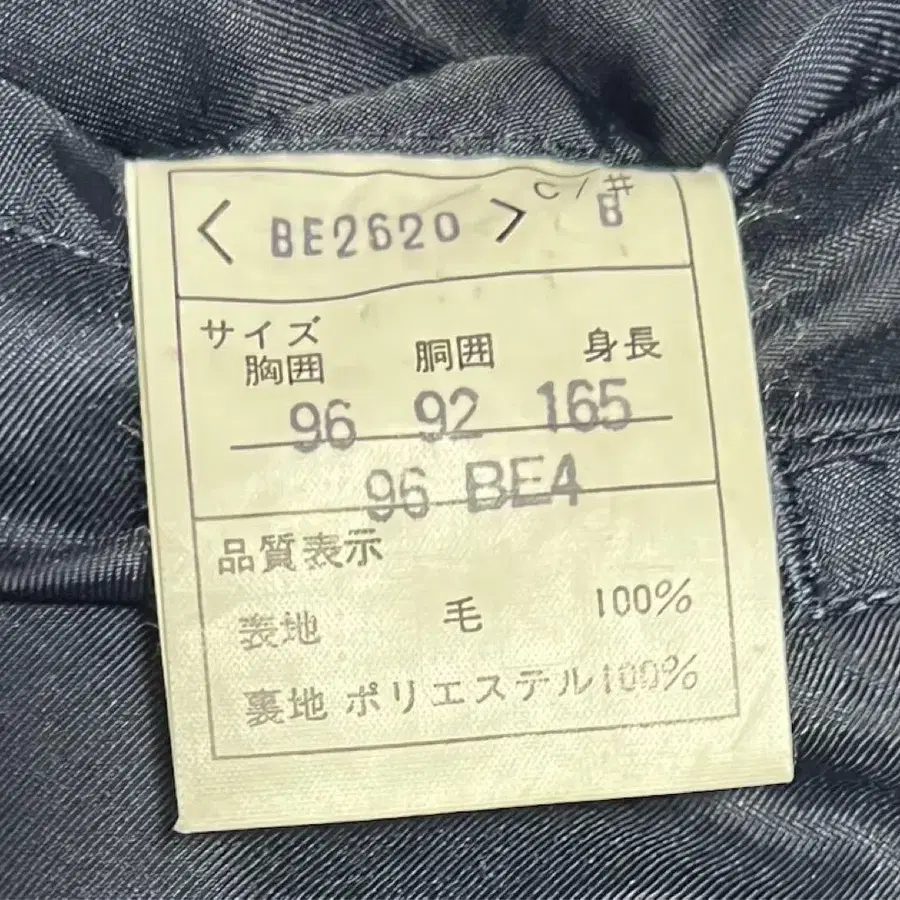 < BE2620 > C/# B
サイズ
胸囲 胴囲 身長
96 92 165
96 BE4
品質表示
表地 毛 100%
裏地 ポリエステル100%